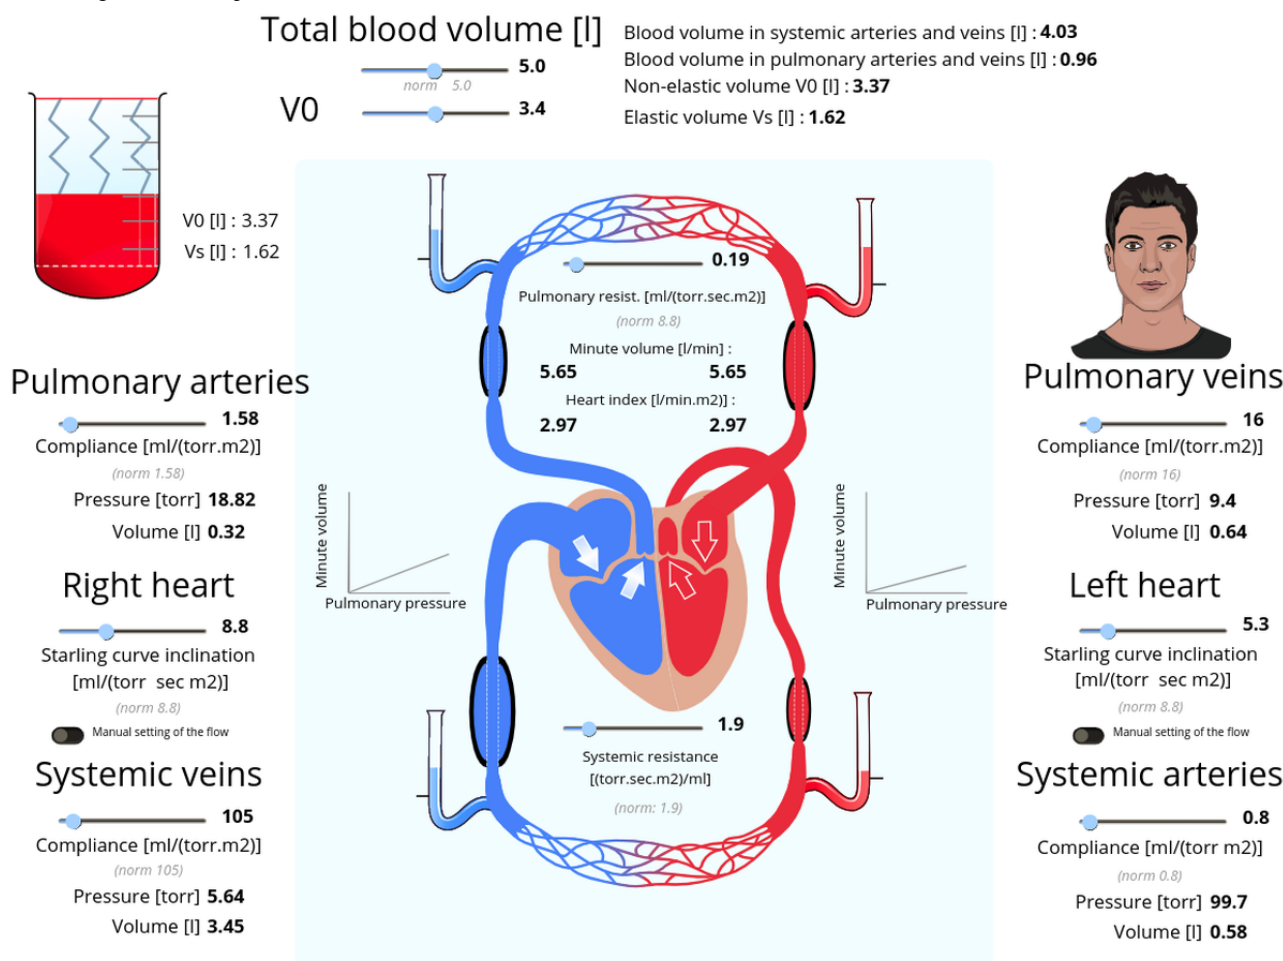 Total blood volume [l]
5.0
norm 5.0
V0
3.4
Blood volume in systemic arteries and veins [l] : 4.03
Blood volume in pulmonary arteries and veins [l] : 0.96
Non-elastic volume V0 [l] : 3.37
Elastic volume Vs [l] : 1.62
V0 [l] : 3.37
Vs [l] : 1.62
0.19
Pulmonary resist. [ml/(torr.sec.m2)]
(norm 8.8)
Minute volume [l/min] :
5.65 5.65
Heart index [l/min.m2)] :
2.97 2.97
Pulmonary arteries
1.58
Compliance [ml/(torr.m2)]
(norm 1.58)
Pressure [torr] 18.82
Volume [l] 0.32
Minute volume
Pulmonary pressure
Right heart
8.8
Starling curve inclination
[ml/(torr sec m2)]
(norm 8.8)
Manual setting of the flow
Systemic veins
105
Compliance [ml/(torr.m2)]
(norm 105)
Pressure [torr] 5.64
Volume [l] 3.45
1.9
Systemic resistance
[(torr.sec.m2)/ml]
(norm: 1.9)
Pulmonary veins
16
Compliance [ml/(torr.m2)]
(norm 16)
Pressure [torr] 9.4
Volume [l] 0.64
Minute volume
Pulmonary pressure
Left heart
5.3
Starling curve inclination
[ml/(torr sec m2)]
(norm 8.8)
Manual setting of the flow
Systemic arteries
0.8
Compliance [ml/(torr m2)]
(norm 0.8)
Pressure [torr] 99.7
Volume [l] 0.58